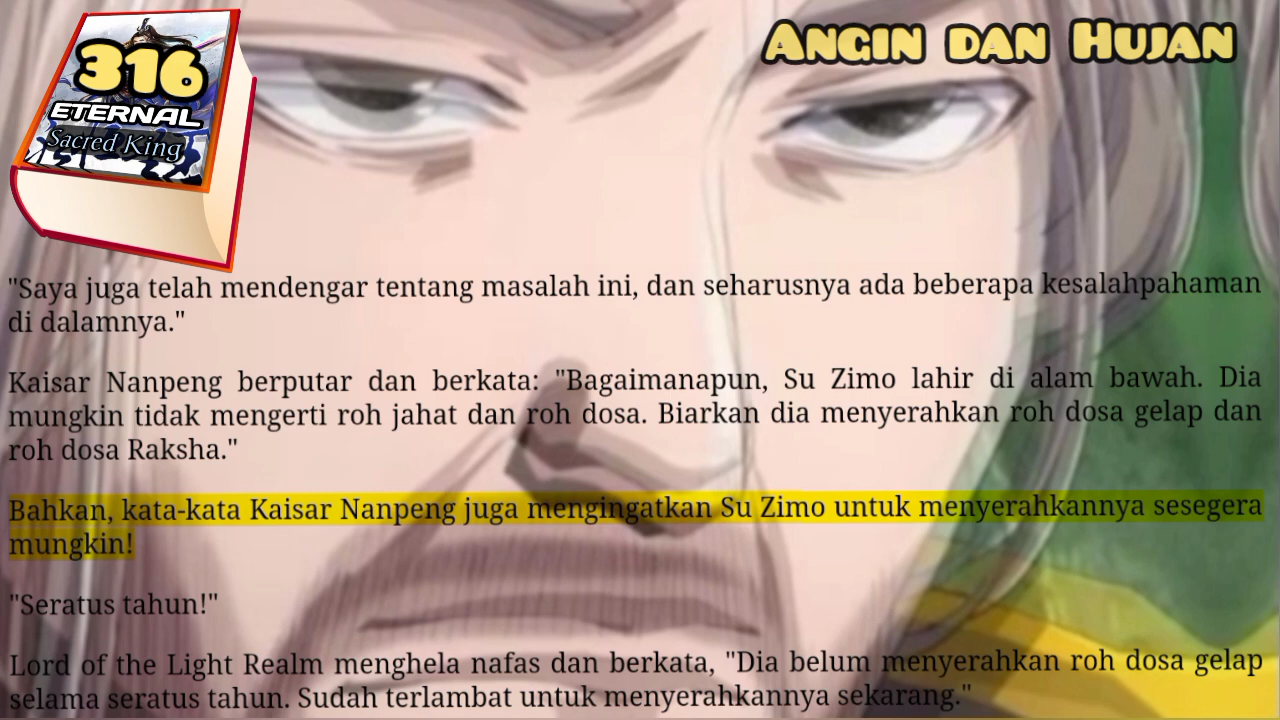 316
ETERNAL
Sacred King
Angin dan Hujan
"Saya juga telah mendengar tentang masalah ini, dan seharusnya ada beberapa kesalahpahaman
di dalamnya."
Kaisar Nanpeng berputar dan berkata: "Bagaimanapun, Su Zimo lahir di alam bawah. Dia
mungkin tidak mengerti roh jahat dan roh dosa. Biarkan dia menyerahkan roh dosa gelap dan
roh dosa Raksha."
Bahkan, kata-kata Kaisar Nanpeng juga mengingatkan Su Zimo untuk menyerahkannya sesegera
mungkin!
"Seratus tahun!"
Lord of the Light Realm menghela nafas dan berkata, "Dia belum menyerahkan roh dosa gelap
selama seratus tahun. Sudah terlambat untuk menyerahkannya sekarang."